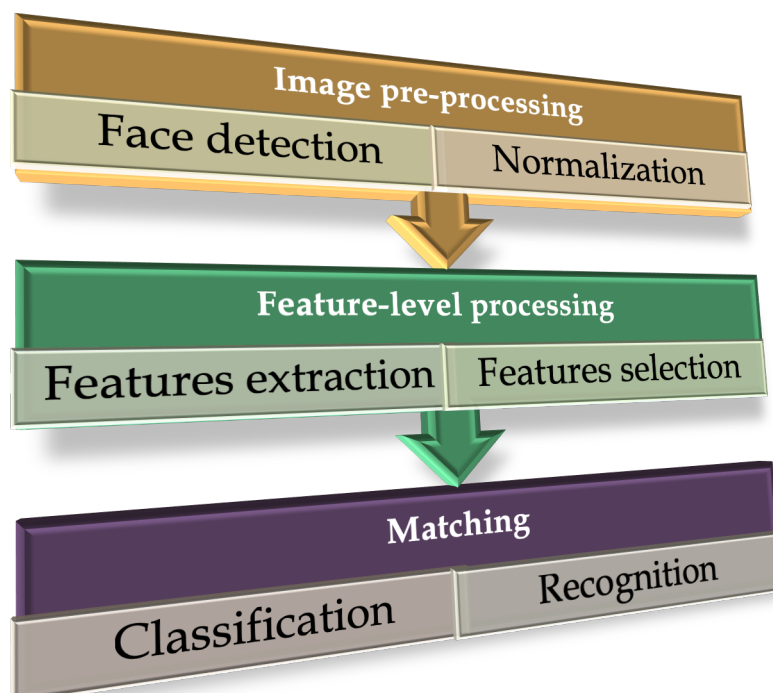 Image pre-processing
Face detection
Normalization
Feature-level processing
Features extraction
Features selection
Matching
Classification
Recognition